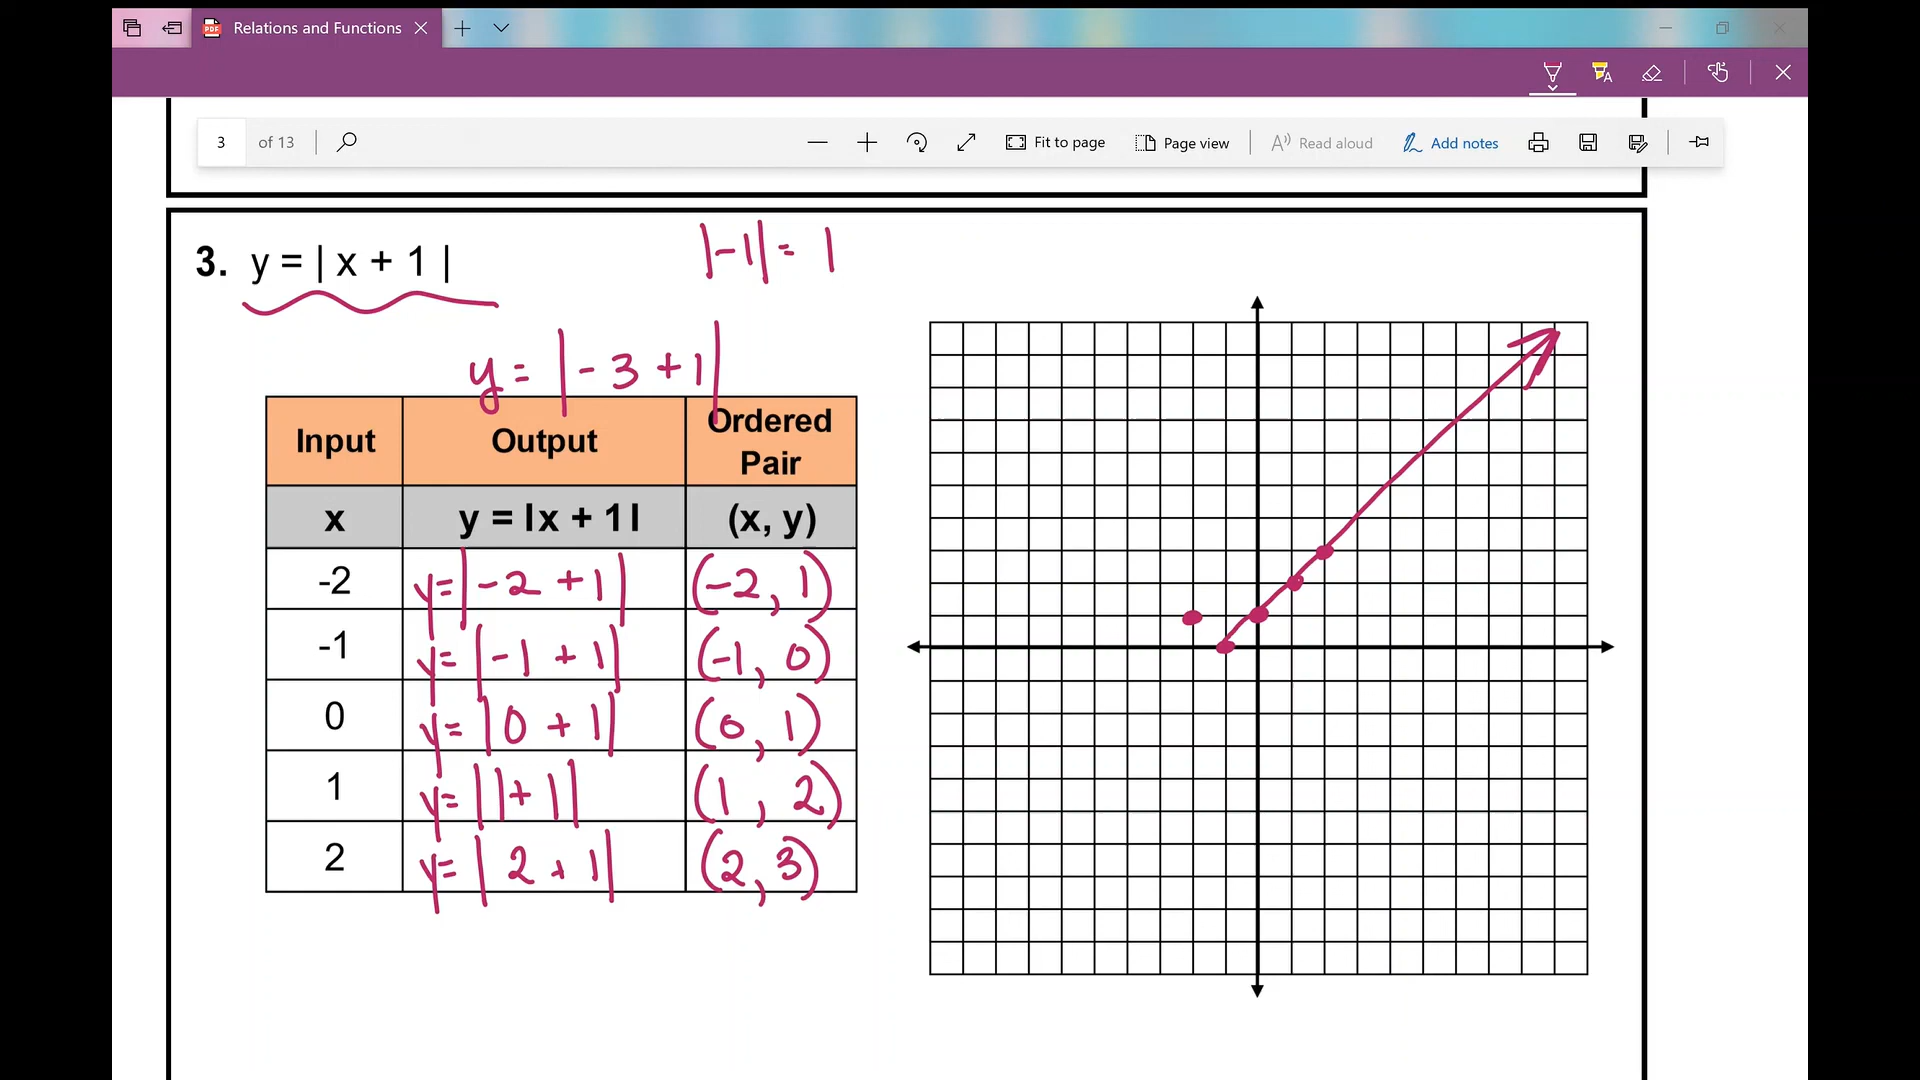 Relations and Functions
3 of 13 Fit to page Page view Read aloud Add notes
3. y = | x + 1 |
|-1| = 1
y = |-3 + 1|
Input Output Ordered Pair
x y = |x + 1| (x, y)
-2 y = |-2 + 1| (-2, 1)
-1 y = |-1 + 1| (-1, 0)
0 y = |0 + 1| (0, 1)
1 y = |1 + 1| (1, 2)
2 y = |2 + 1| (2, 3)